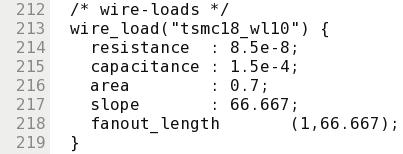 212 /* wire-loads */
213 wire_load("tsmc18_wl10") {
214   resistance  : 8.5e-8;
215   capacitance : 1.5e-4;
216   area        : 0.7;
217   slope       : 66.667;
218   fanout_length       (1,66.667);
219 }